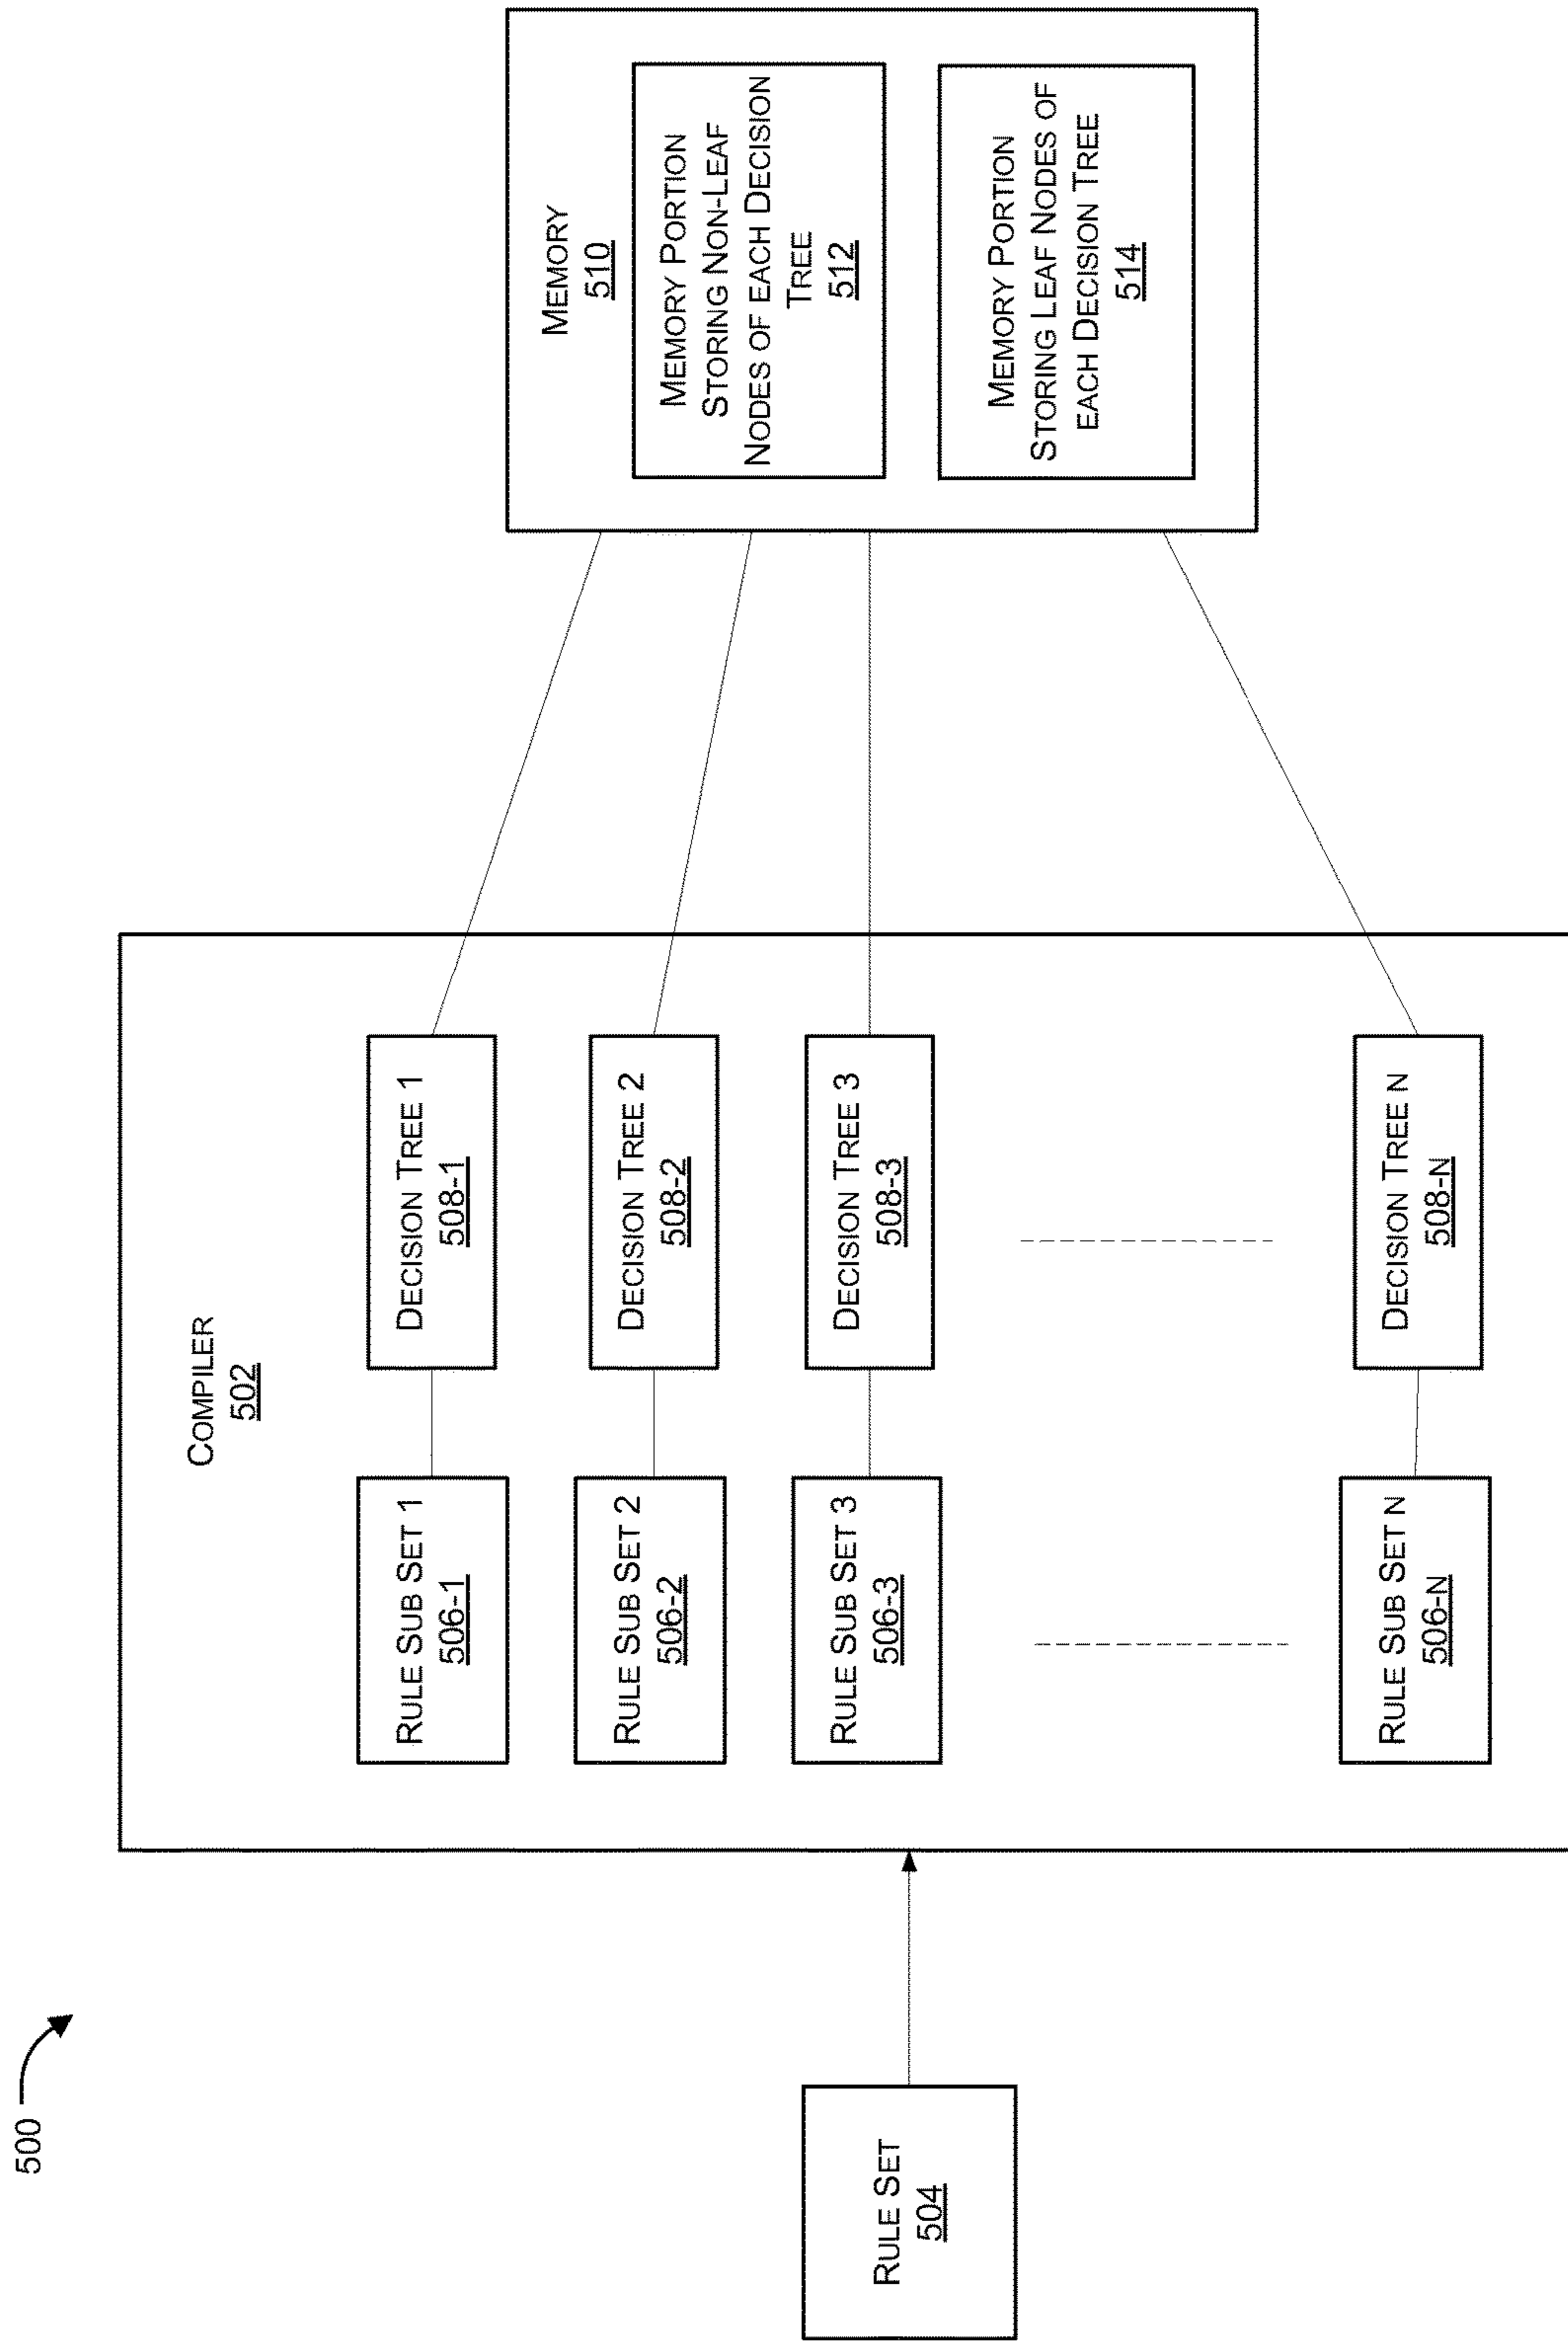 500
RULE SET
504
COMPILER
502
RULE SUB SET 1
506-1
DECISION TREE 1
508-1
RULE SUB SET 2
506-2
DECISION TREE 2
508-2
RULE SUB SET 3
506-3
DECISION TREE 3
508-3
RULE SUB SET N
506-N
DECISION TREE N
508-N
MEMORY
510
MEMORY PORTION
STORING NON-LEAF
NODES OF EACH DECISION
TREE
512
MEMORY PORTION
STORING LEAF NODES OF
EACH DECISION TREE
514